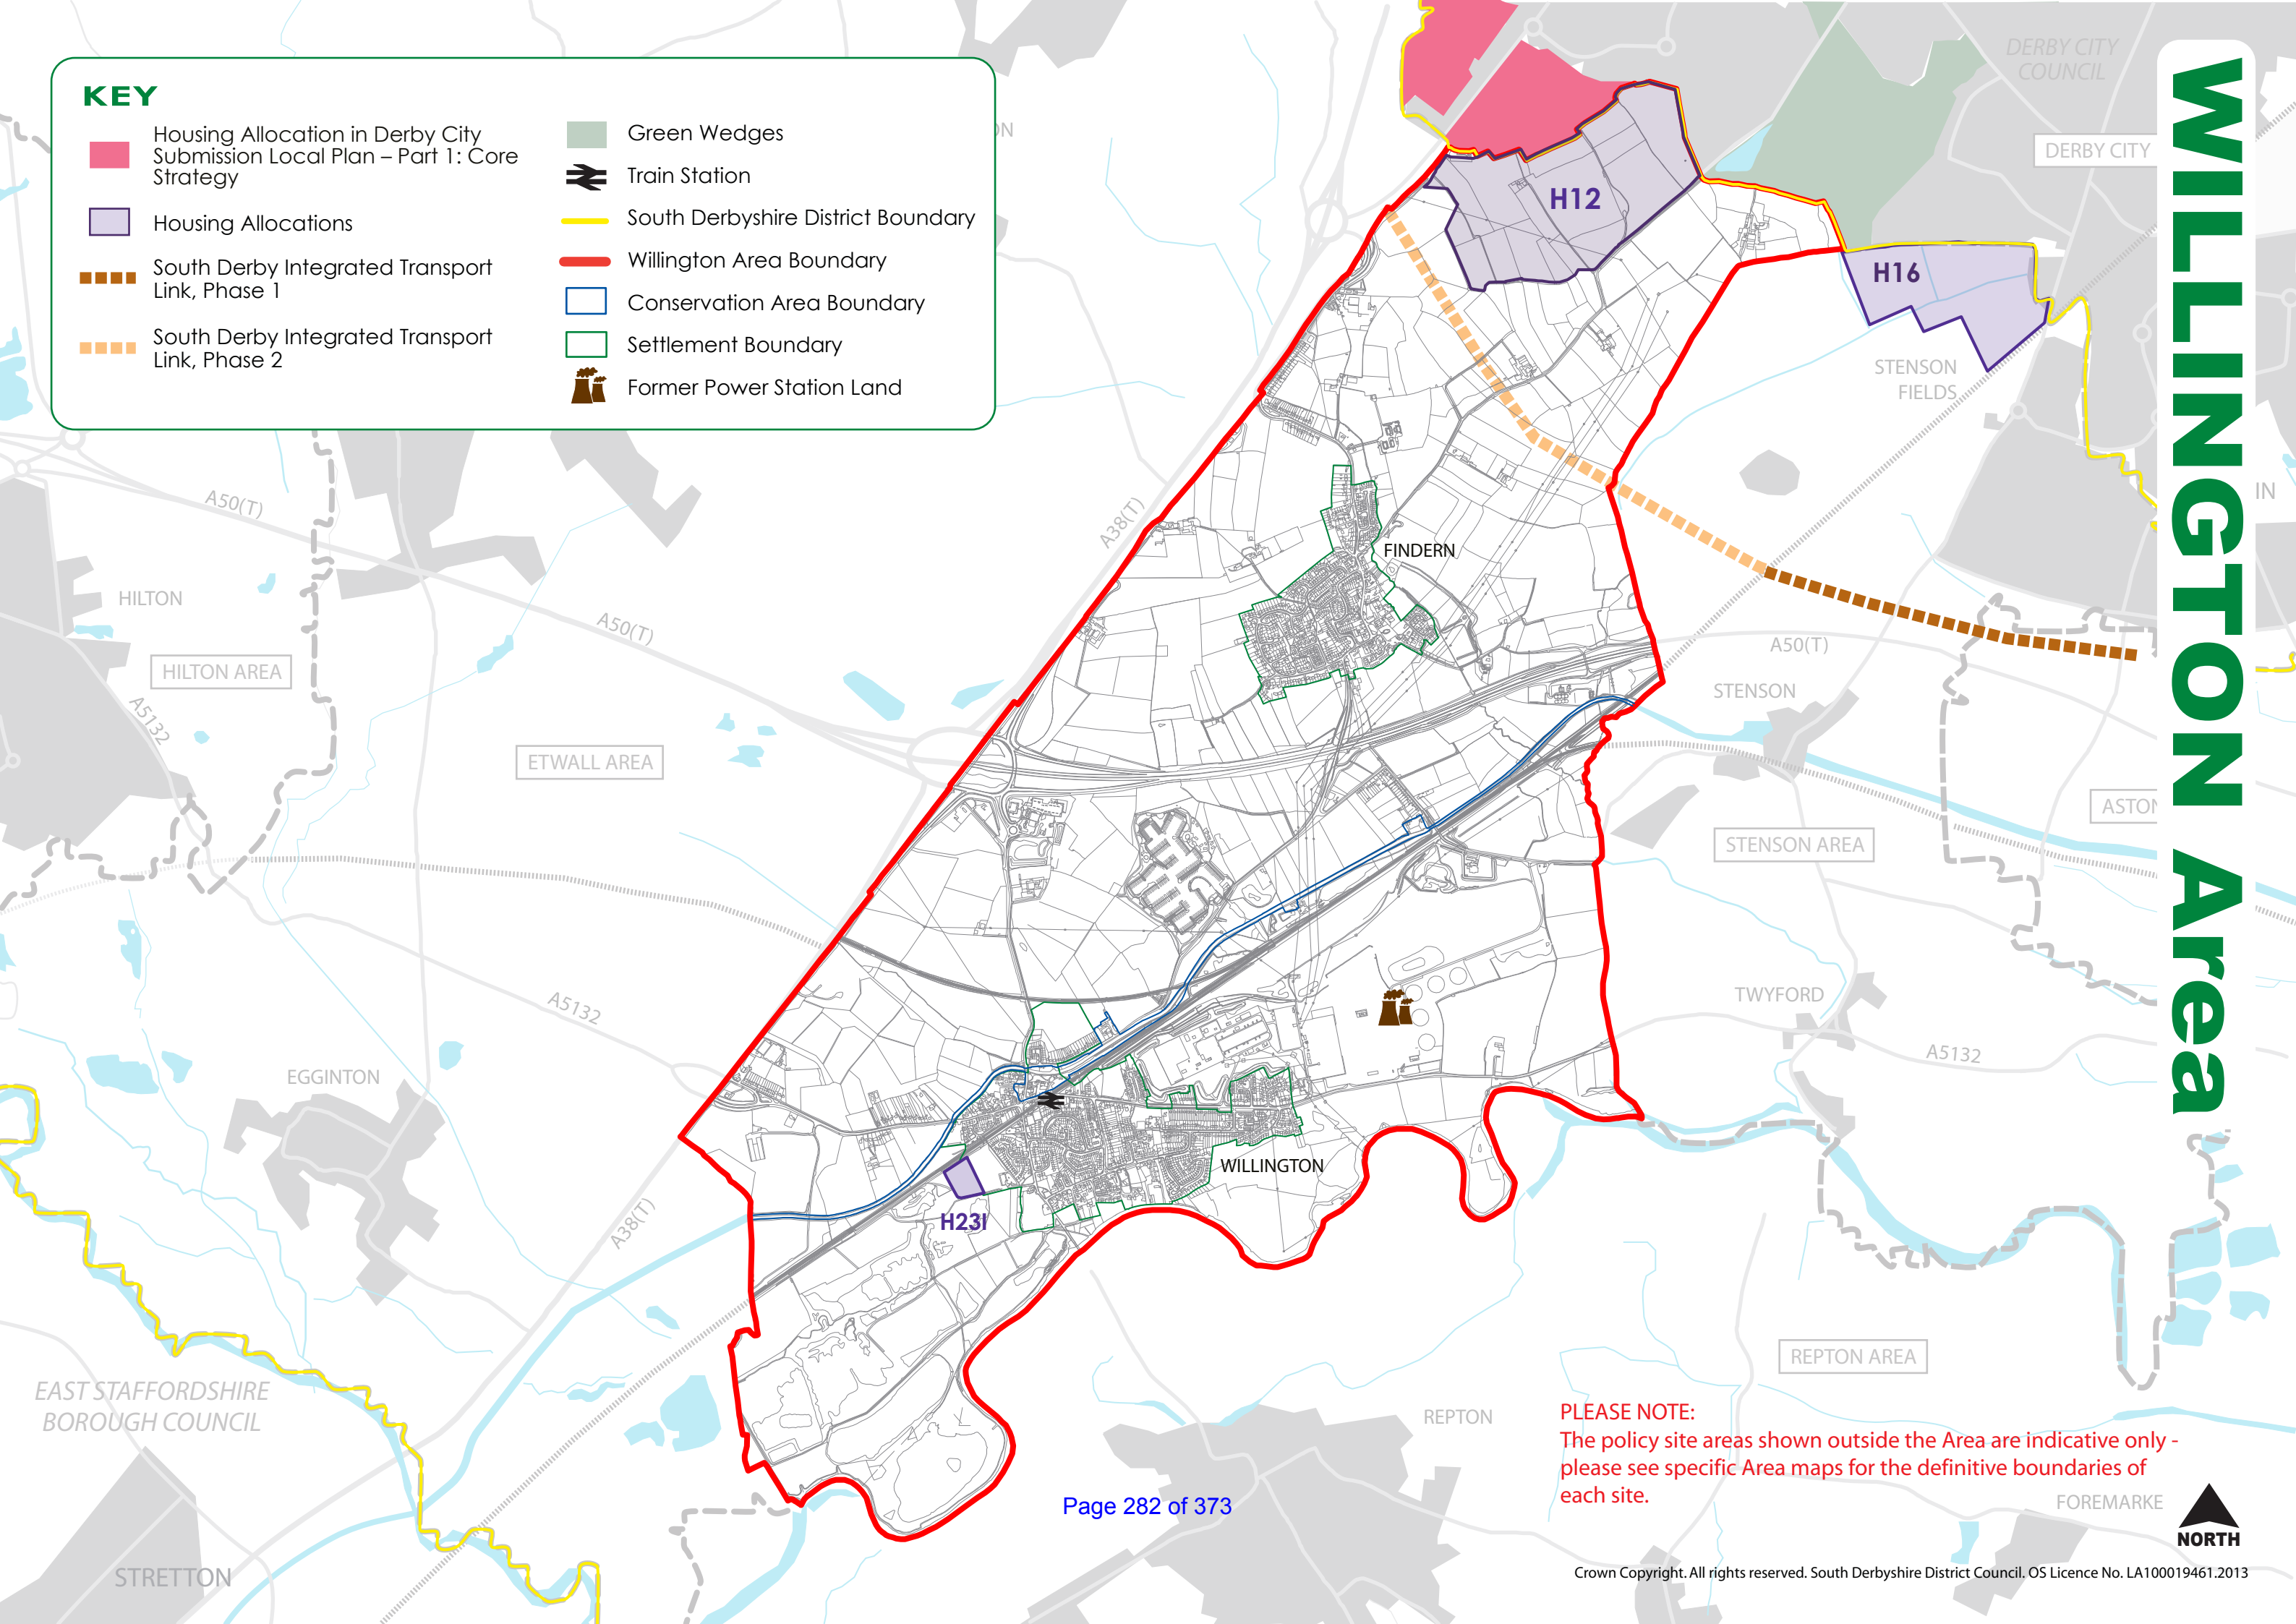 WILLINGTON Area
KEY
Housing Allocation in Derby City
Submission Local Plan – Part 1: Core
Strategy
Housing Allocations
South Derby Integrated Transport
Link, Phase 1
South Derby Integrated Transport
Link, Phase 2
Green Wedges
Train Station
South Derbyshire District Boundary
Willington Area Boundary
Conservation Area Boundary
Settlement Boundary
Former Power Station Land
DERBY CITY
COUNCIL
DERBY CITY
H12
H16
STENSON
FIELDS
A50(T)
A38(T)
FINDERN
HILTON
A50(T)
HILTON AREA
A50(T)
STENSON
A5132
ETWALL AREA
STENSON AREA
TWYFORD
A5132
A5132
EGGINTON
WILLINGTON
H23I
A38(T)
REPTON AREA
EAST STAFFORDSHIRE
BOROUGH COUNCIL
REPTON
PLEASE NOTE:
The policy site areas shown outside the Area are indicative only -
please see specific Area maps for the definitive boundaries of
each site.
Page 282 of 373
FOREMARKE
NORTH
STRETTON
Crown Copyright. All rights reserved. South Derbyshire District Council. OS Licence No. LA100019461.2013